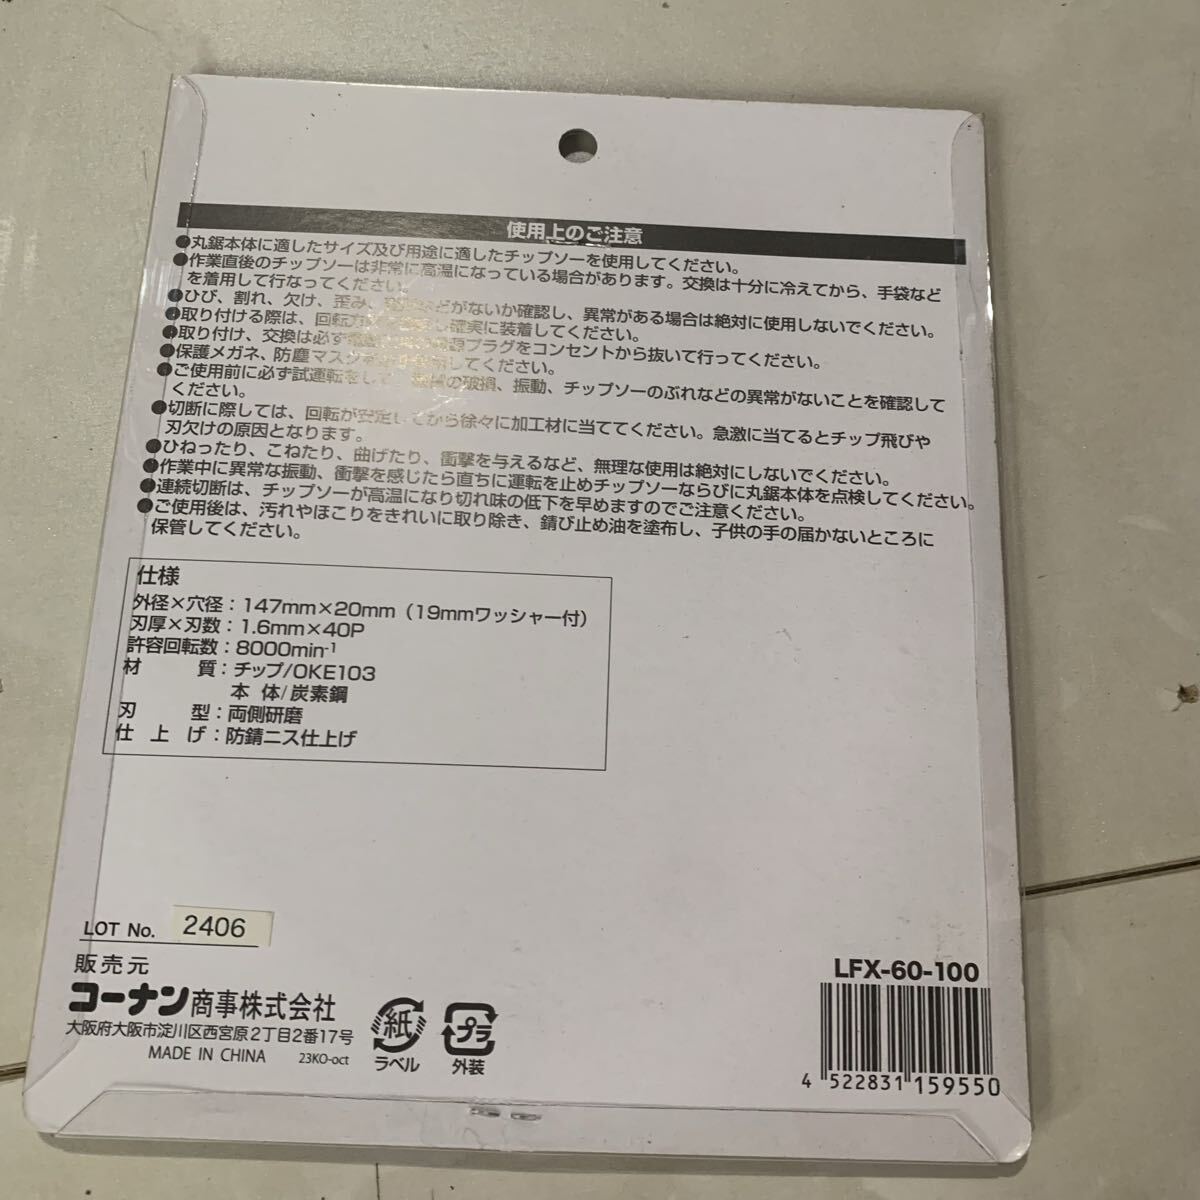 使用上のご注意
●丸鋸本体に適したサイズ及び用途に適したチップソーを使用してください。
●作業直後のチップソーは非常に高温になっている場合があります。交換は十分に冷えてから、手袋など
を着用して行なってください。
●ひび、割れ、欠け、歪み、などがないか確認し、異常がある場合は絶対に使用しないでください。
●取り付ける際は、回転方向を確認し確実に装着してください。
●取り付け、交換は必ず電源プラグをコンセントから抜いて行ってください。
●保護メガネ、防塵マスクを してください。
●ご使用前に必ず試運転をして、機械の破損、振動、チップソーのぶれなどの異常がないことを確認して
ください。
●切断に際しては、回転が安定してから徐々に加工材に当ててください。急激に当てるとチップ飛びや
刃欠けの原因となります。
●ひねったり、こねたり、曲げたり、衝撃を与えるなど、無理な使用は絶対にしないでください。
●作業中に異常な振動、衝撃を感じたら直ちに運転を止めチップソーならびに丸鋸本体を点検してください。
●連続切断は、チップソーが高温になり切れ味の低下を早めますのでご注意ください。
●ご使用後は、汚れやほこりをきれいに取り除き、錆び止め油を塗布し、子供の手の届かないところに
保管してください。
仕様
外径×穴径：147mm×20mm（19mmワッシャー付）
刃厚×刃数：1.6mm×40P
許容回転数：8000min-1
材 質：チップ/OKE103
本 体/炭素鋼
刃 型：両側研磨
仕 上 げ：防錆ニス仕上げ
LOT No. 2406
販売元
コーナン商事株式会社
大阪府大阪市淀川区西宮原2丁目2番17号
MADE IN CHINA 23KO-oct
紙
ラベル
プラ
外装
LFX-60-100
4 522831 159550